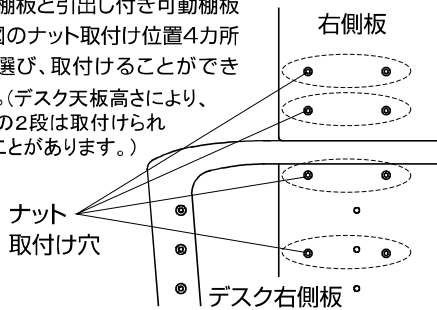 棚板と引出し付き可動棚板
図のナット取付け位置4カ所
選び、取付けることができ
。(デスク天板高さにより、
の2段は取付けられ
ことがあります。)
右側板
ナット
取付け穴
デスク右側板